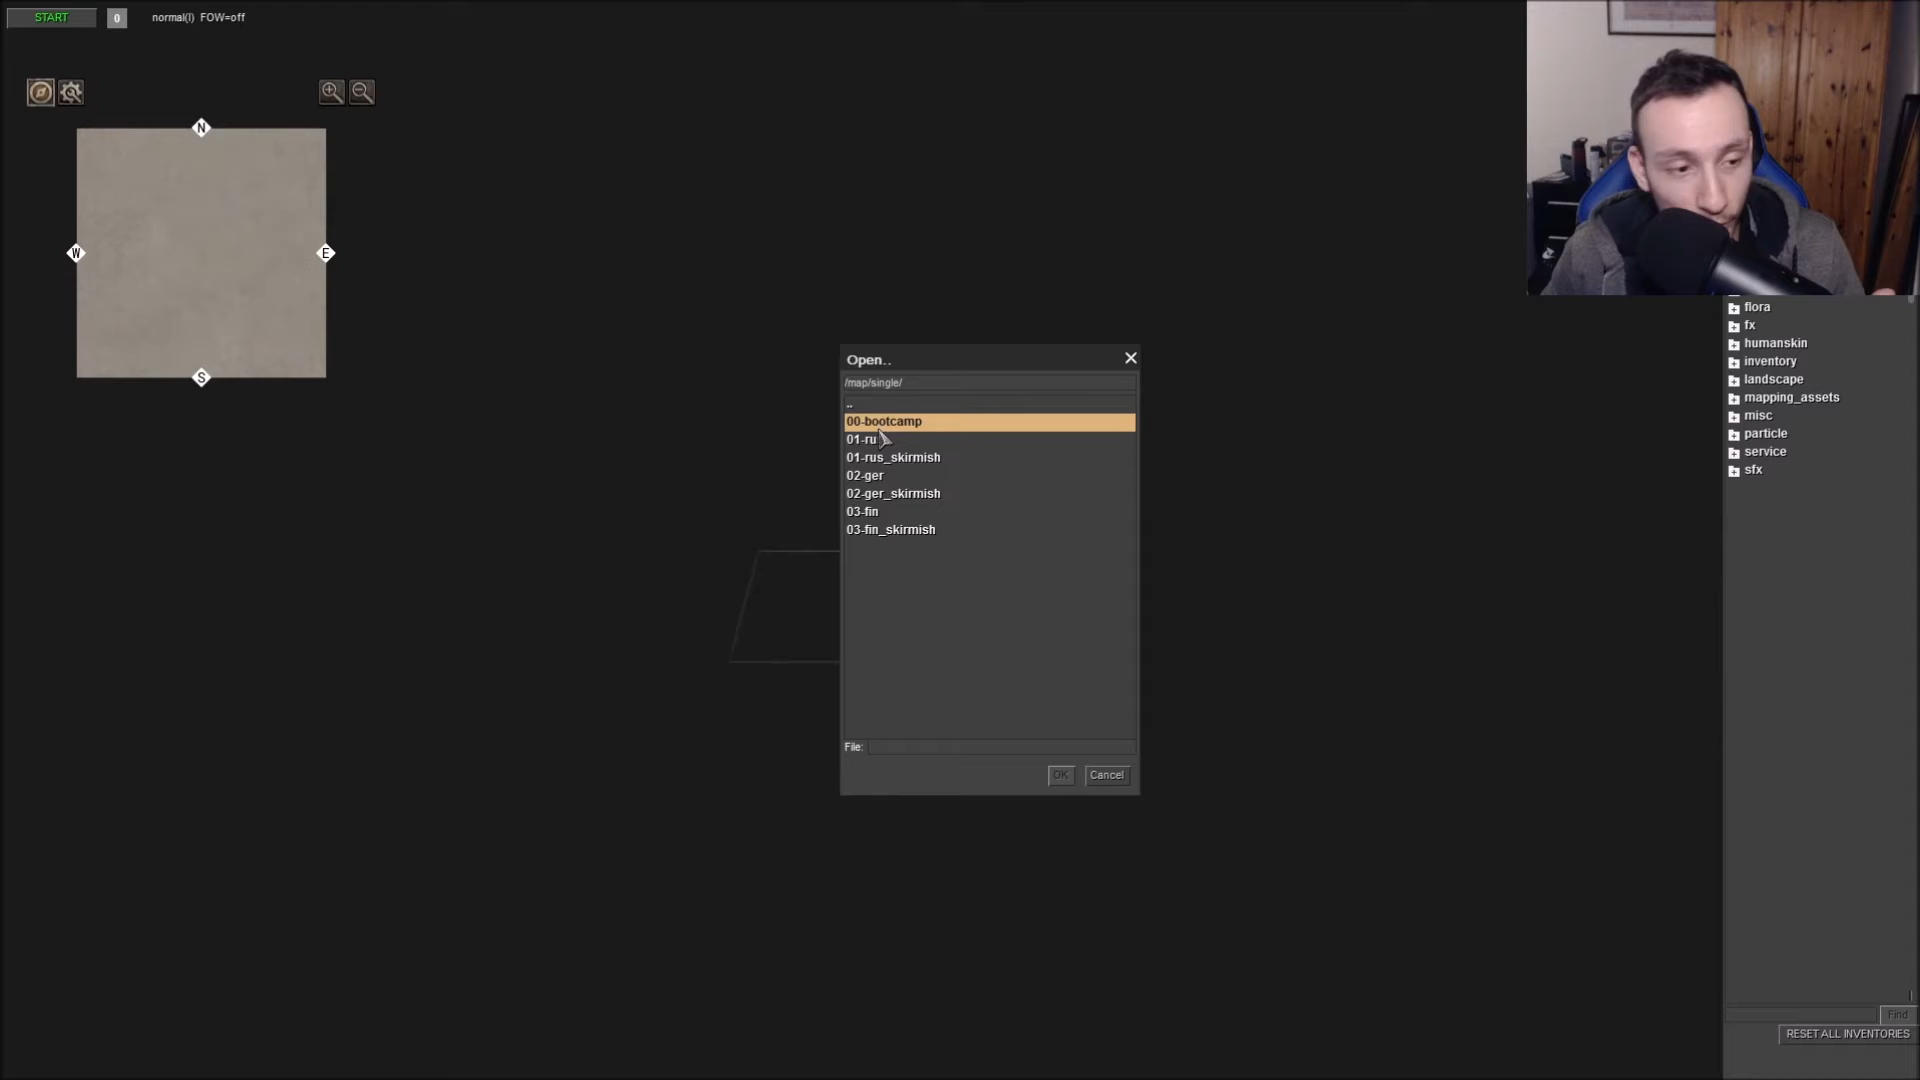 START
0
normal(l) FOW=off
N
W
E
S
Open..
/map/single/
..
00-bootcamp
01-ru
01-rus_skirmish
02-ger
02-ger_skirmish
03-fin
03-fin_skirmish
File:
OK
Cancel
flora
fx
humanskin
inventory
landscape
mapping_assets
misc
particle
service
sfx
Find
RESET ALL INVENTORIES